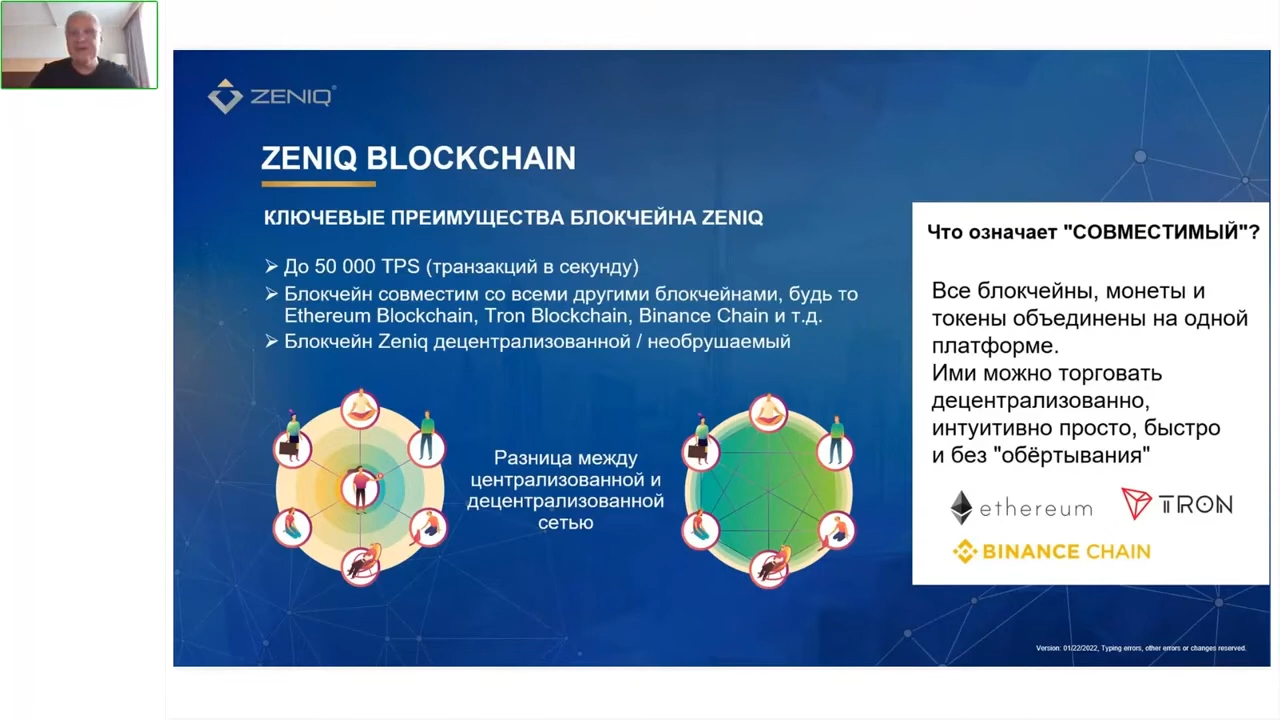 ZENIQ®
ZENIQ BLOCKCHAIN
КЛЮЧЕВЫЕ ПРЕИМУЩЕСТВА БЛОКЧЕЙНА ZENIQ
До 50 000 TPS (транзакций в секунду)
Блокчейн совместим со всеми другими блокчейнами, будь то
Ethereum Blockchain, Tron Blockchain, Binance Chain и т.д.
Блокчейн Zeniq децентрализованной / необрушаемый
Разница между
централизованной и
децентрализованной
сетью
Что означает "СОВМЕСТИМЫЙ"?
Все блокчейны, монеты и
токены объединены на одной
платформе.
Ими можно торговать
децентрализованно,
интуитивно просто, быстро
и без "обёртывания"
ethereum
TRON
BINANCE CHAIN
Version: 01/22/2022, Typing errors, other errors or changes reserved.